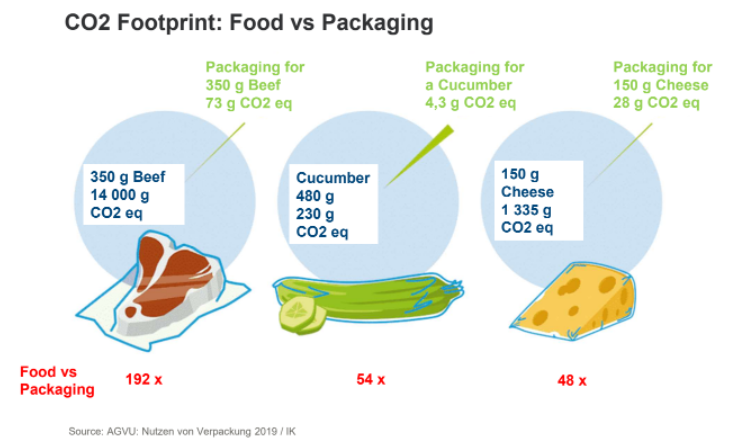 CO2 Footprint: Food vs Packaging
Packaging for
350 g Beef
73 g CO2 eq
Packaging for
a Cucumber
4,3 g CO2 eq
Packaging for
150 g Cheese
28 g CO2 eq
350 g Beef
14 000 g
CO2 eq
Cucumber
480 g
230 g
CO2 eq
150 g
Cheese
1 335 g
CO2 eq
Food vs
Packaging
192 x
54 x
48 x
Source: AGVU: Nutzen von Verpackung 2019 / IK